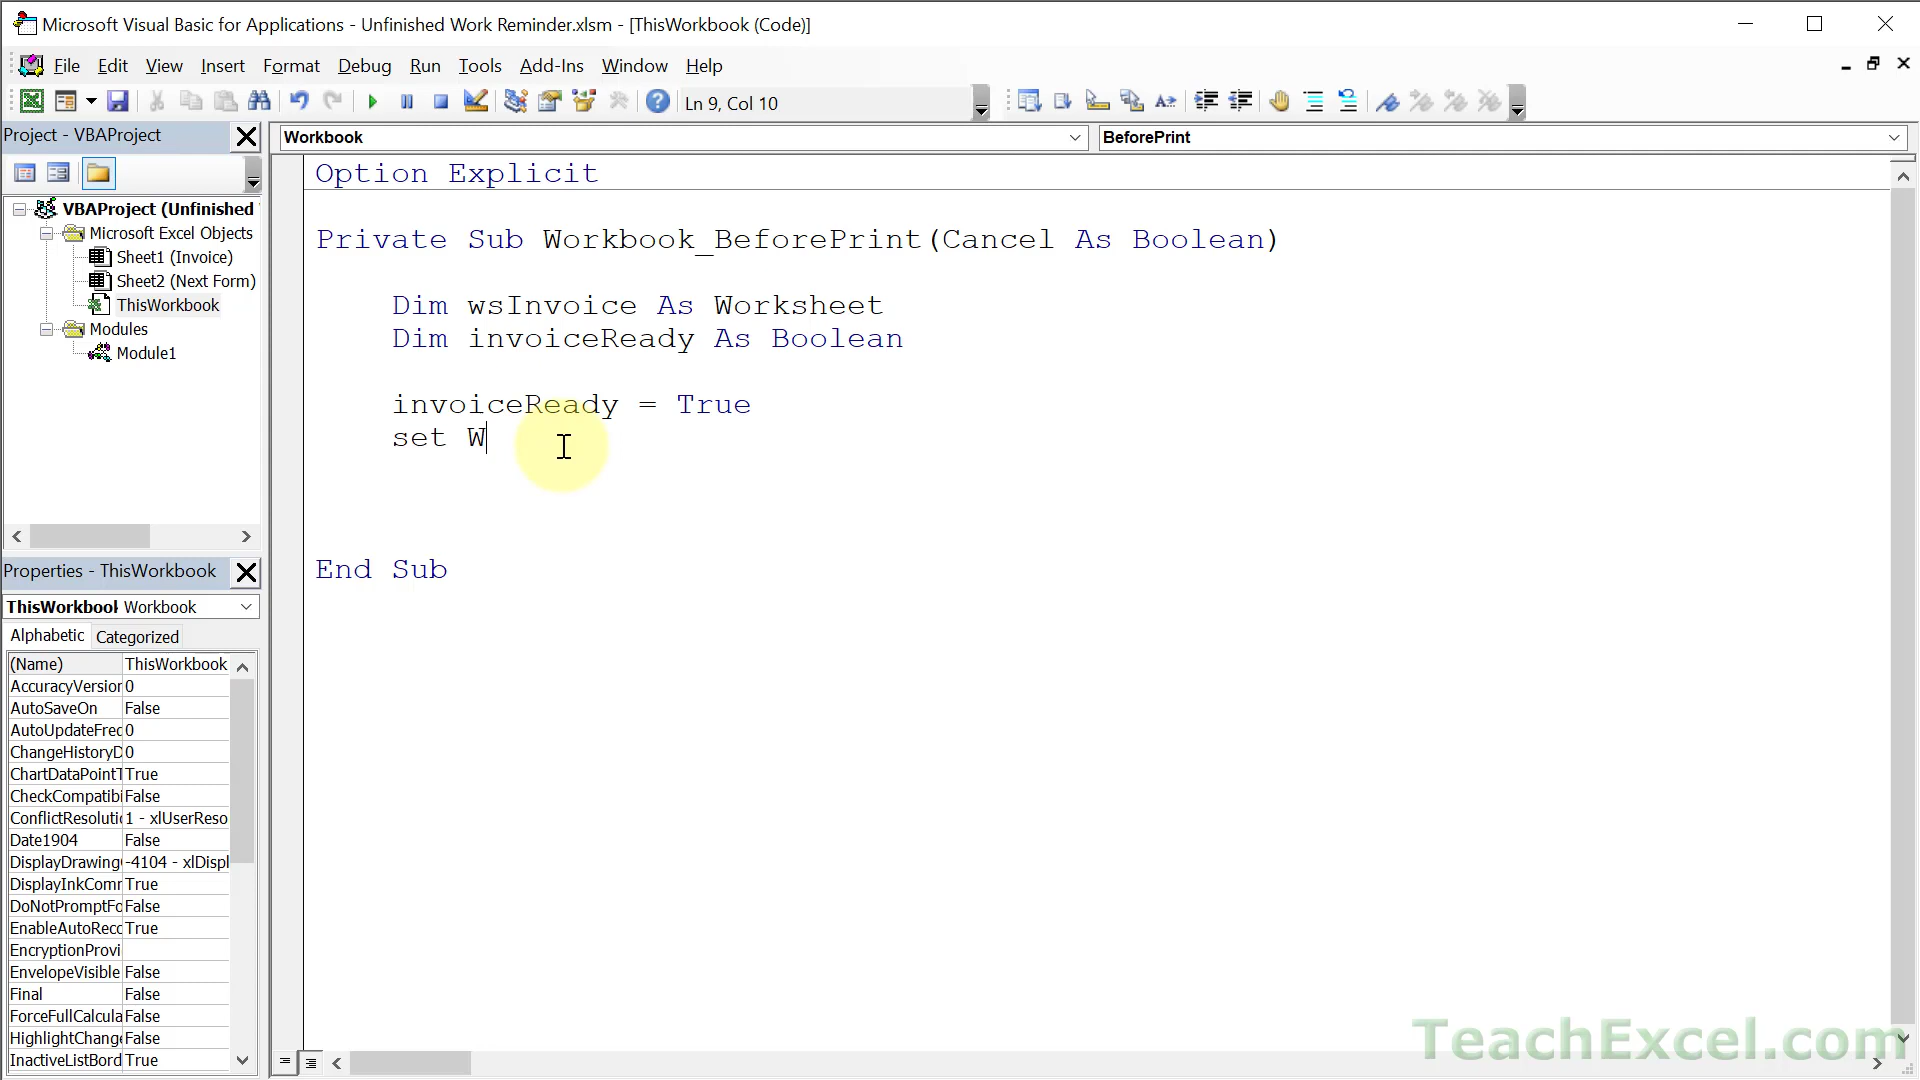 Microsoft Visual Basic for Applications - Unfinished Work Reminder.xlsm - [ThisWorkbook (Code)]
File Edit View Insert Format Debug Run Tools Add-Ins Window Help
Ln 9, Col 10
Project - VBAProject
Workbook
BeforePrint
VBAProject (Unfinished
Microsoft Excel Objects
Sheet1 (Invoice)
Sheet2 (Next Form)
ThisWorkbook
Modules
Module1
Option Explicit
Private Sub Workbook_BeforePrint(Cancel As Boolean)
Dim wsInvoice As Worksheet
Dim invoiceReady As Boolean
invoiceReady = True
set W
End Sub
Properties - ThisWorkbook
ThisWorkbool Workbook
Alphabetic Categorized
(Name) ThisWorkbook
AccuracyVersior 0
AutoSaveOn False
AutoUpdateFrec 0
ChangeHistoryD 0
ChartDataPointT True
CheckCompatibi False
ConflictResolutio 1 - xlUserReso
Date1904 False
DisplayDrawing -4104 - xlDispl
DisplayInkComr True
DoNotPromptFo False
EnableAutoRecc True
EncryptionProvi
EnvelopeVisible False
Final False
ForceFullCalcula False
HighlightChange False
InactiveListBord True
TeachExcel.com